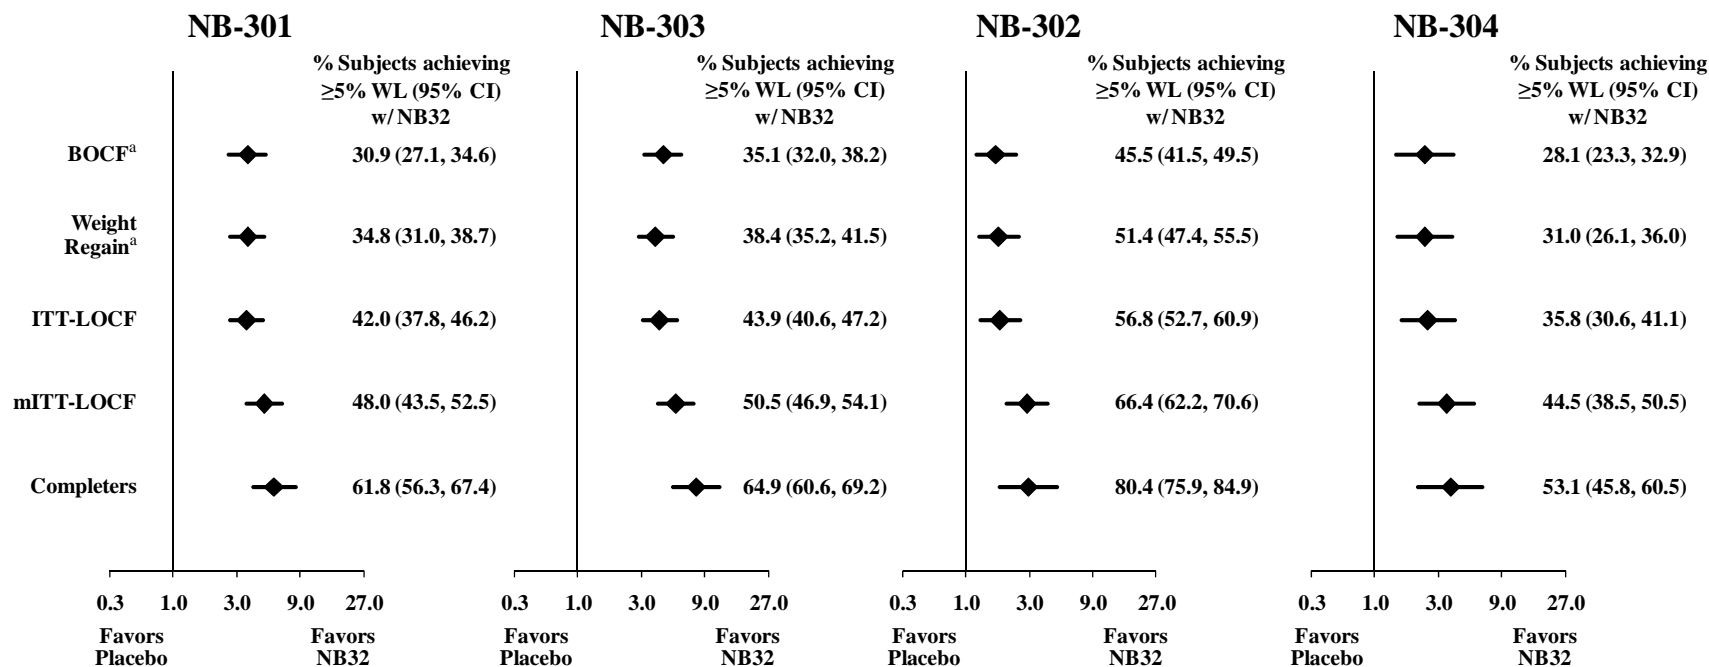 NB-301 NB-303 NB-302 NB-304
% Subjects achieving % Subjects achieving % Subjects achieving % Subjects achieving
≥5% WL (95% CI) ≥5% WL (95% CI) ≥5% WL (95% CI) ≥5% WL (95% CI)
w/ NB32 w/ NB32 w/ NB32 w/ NB32
BOCFᵃ 30.9 (27.1, 34.6) 35.1 (32.0, 38.2) 45.5 (41.5, 49.5) 28.1 (23.3, 32.9)
Weight
Regainᵃ 34.8 (31.0, 38.7) 38.4 (35.2, 41.5) 51.4 (47.4, 55.5) 31.0 (26.1, 36.0)
ITT-LOCF 42.0 (37.8, 46.2) 43.9 (40.6, 47.2) 56.8 (52.7, 60.9) 35.8 (30.6, 41.1)
mITT-LOCF 48.0 (43.5, 52.5) 50.5 (46.9, 54.1) 66.4 (62.2, 70.6) 44.5 (38.5, 50.5)
Completers 61.8 (56.3, 67.4) 64.9 (60.6, 69.2) 80.4 (75.9, 84.9) 53.1 (45.8, 60.5)
0.3 1.0 3.0 9.0 27.0 0.3 1.0 3.0 9.0 27.0 0.3 1.0 3.0 9.0 27.0 0.3 1.0 3.0 9.0 27.0
Favors Favors Favors Favors Favors Favors Favors Favors
Placebo NB32 Placebo NB32 Placebo NB32 Placebo NB32